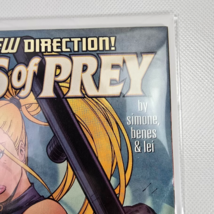 EW DIRECTION!
S of PREY
by
simone,
benes
& lei